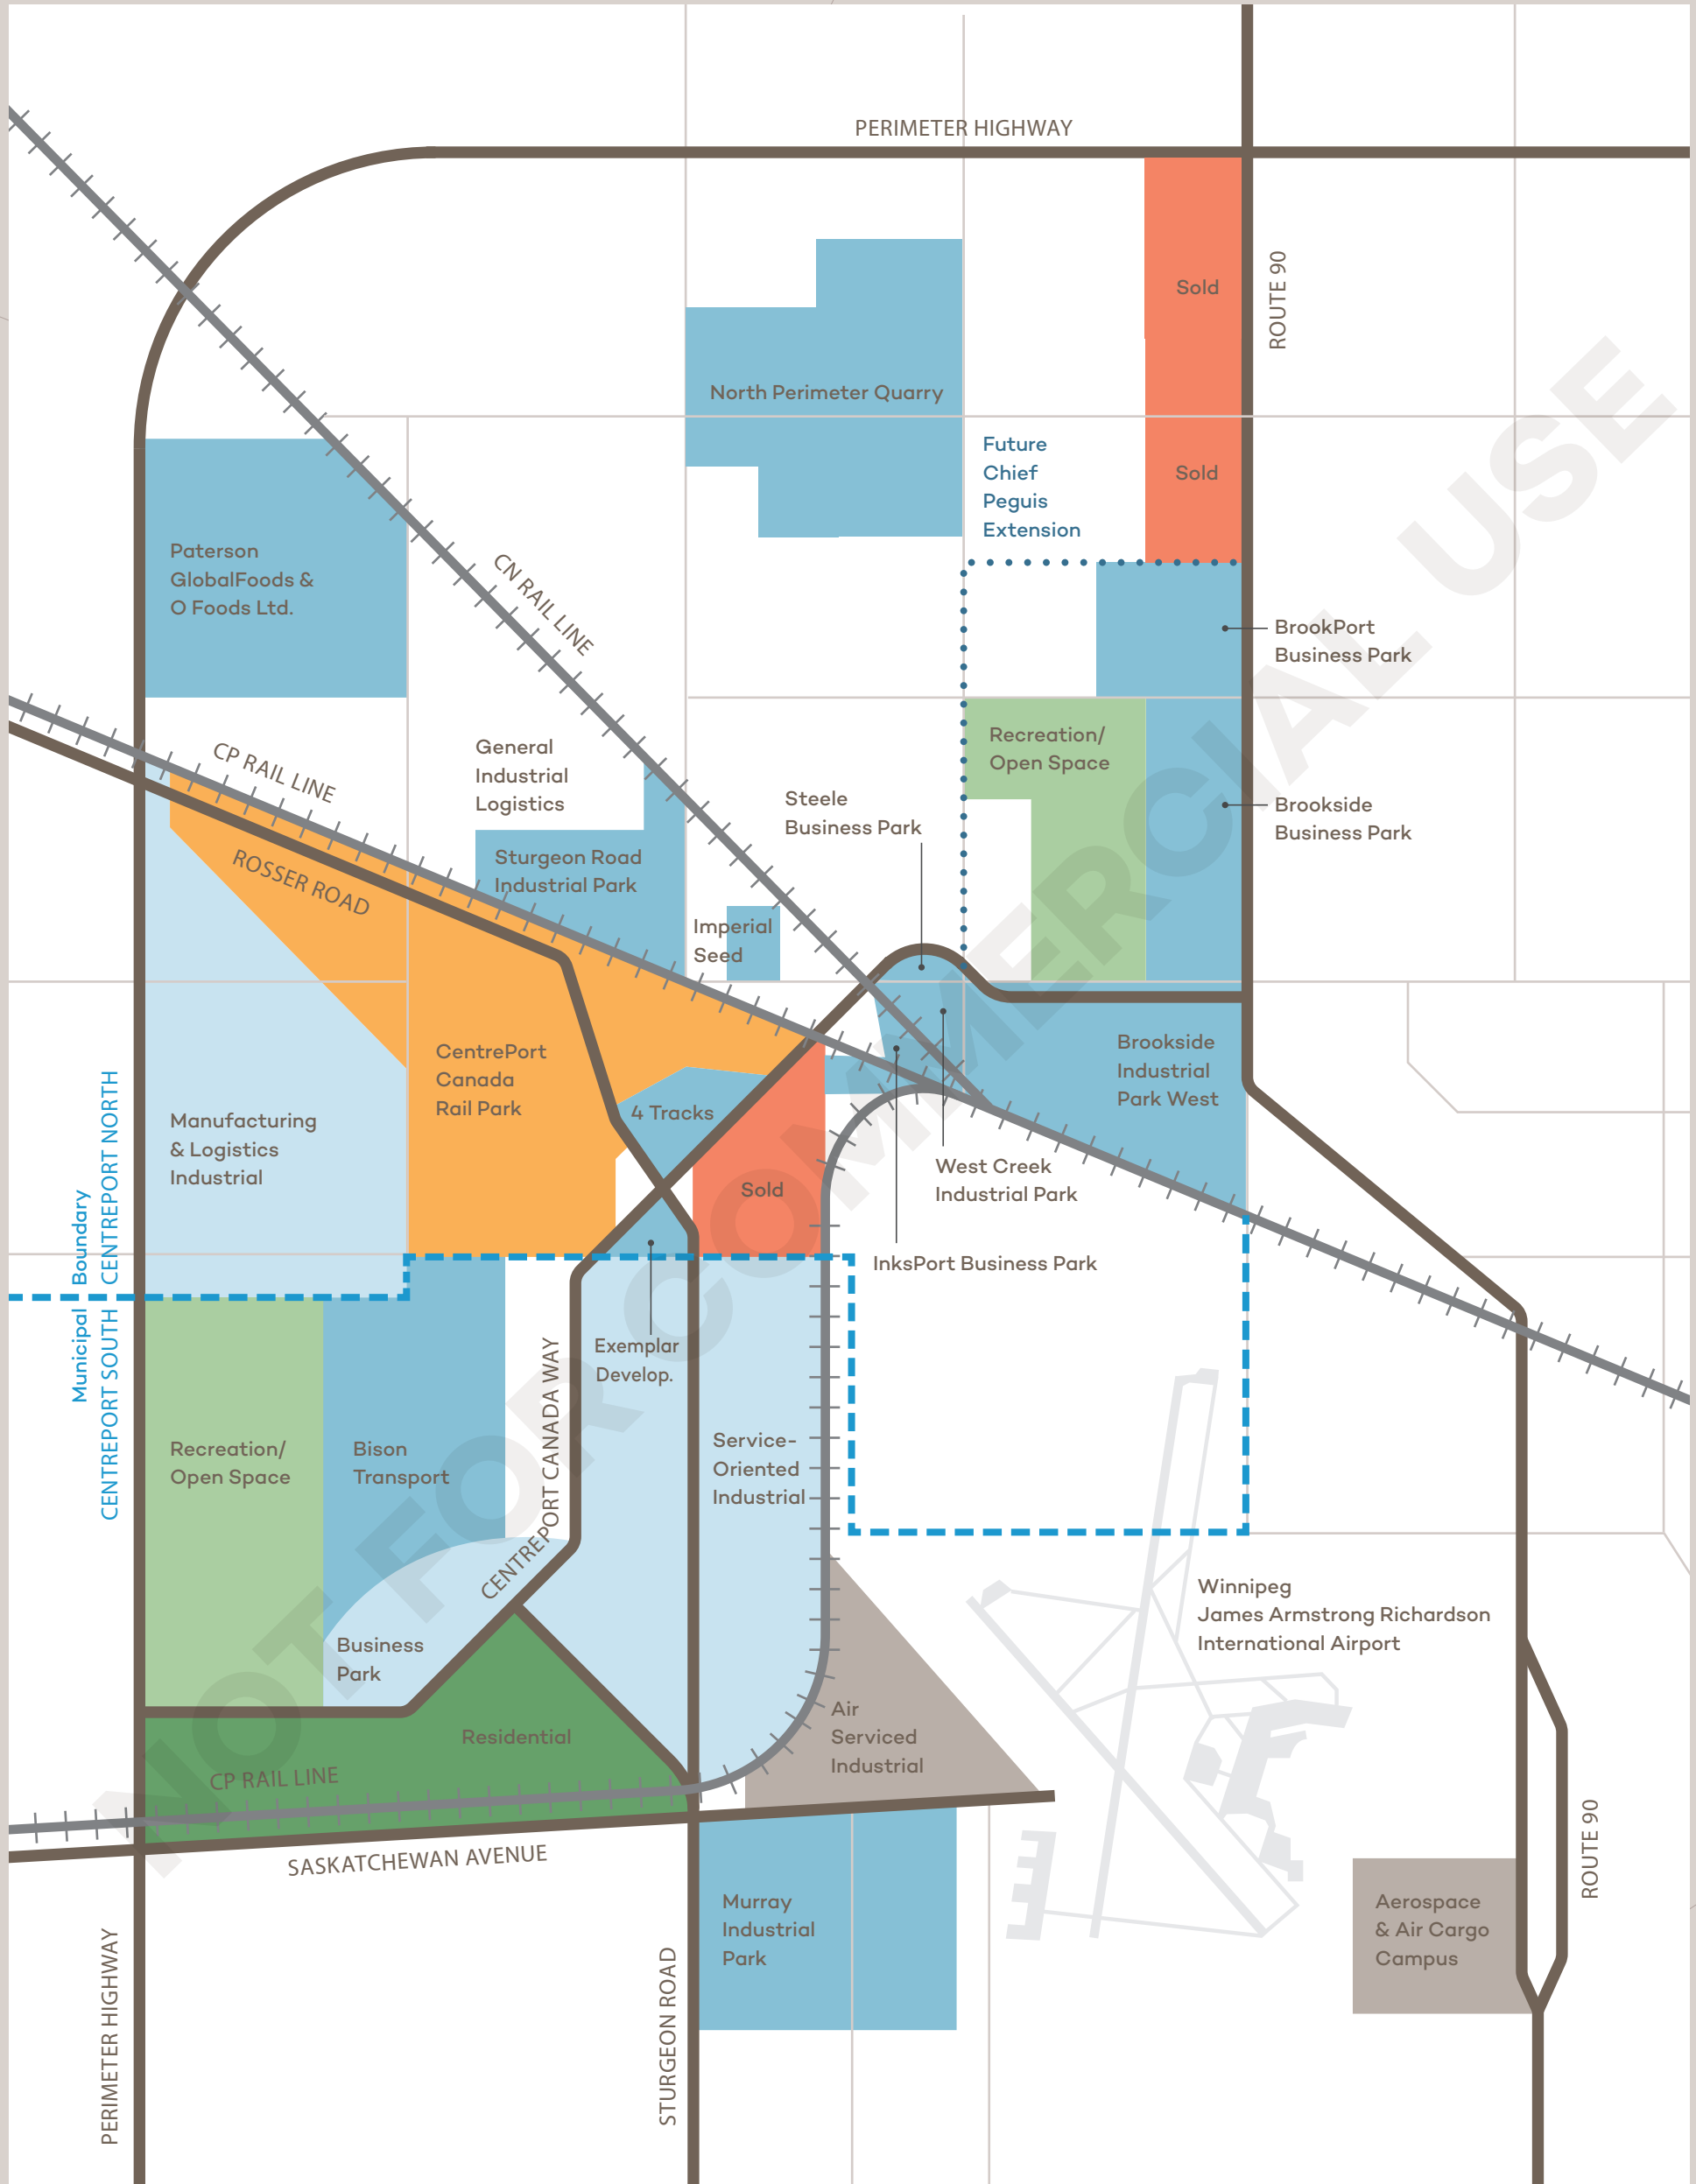 PERIMETER HIGHWAY
Sold
ROUTE 90
North Perimeter Quarry
Future
Chief
Peguis
Extension
Sold
Paterson
GlobalFoods &
O Foods Ltd.
CN RAIL LINE
BrookPort
Business Park
Recreation/
Open Space
CP RAIL LINE
General
Industrial
Logistics
Steele
Business Park
Brookside
Business Park
ROSSER ROAD
Sturgeon Road
Industrial Park
Imperial
Seed
CentrePort
Canada
Rail Park
Brookside
Industrial
Park West
4 Tracks
Manufacturing
& Logistics
Industrial
Sold
West Creek
Industrial Park
InksPort Business Park
Municipal Boundary
CENTREPORT SOUTH CENTREPORT NORTH
Exemplar
Develop.
CENTREPORT CANADA WAY
Recreation/
Open Space
Bison
Transport
Service-
Oriented
Industrial
Winnipeg
James Armstrong Richardson
International Airport
Business
Park
Residential
Air
Serviced
Industrial
CP RAIL LINE
SASKATCHEWAN AVENUE
ROUTE 90
Murray
Industrial
Park
Aerospace
& Air Cargo
Campus
PERIMETER HIGHWAY
STURGEON ROAD
NOT FOR COMMERCIAL USE